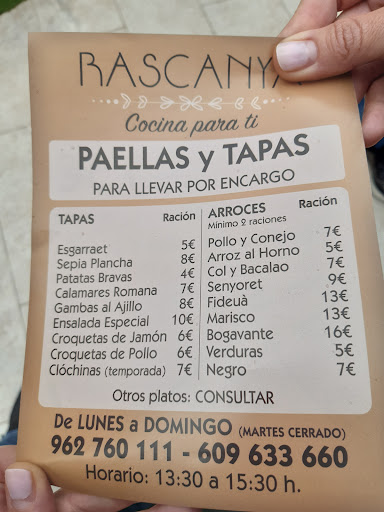 RASCANYA
Cocina para ti
PAELLAS y TAPAS
PARA LLEVAR POR ENCARGO
TAPAS Ración
Esgarraet 5€
Sepia Plancha 8€
Patatas Bravas 4€
Calamares Romana 7€
Gambas al Ajillo 8€
Ensalada Especial 10€
Croquetas de Jamón 6€
Croquetas de Pollo 6€
Clóchinas (temporada) 7€
ARROCES Ración
Mínimo 2 raciones
Pollo y Conejo 7€
Arroz al Horno 5€
Col y Bacalao 7€
Senyoret 9€
Fideuà 13€
Marisco 13€
Bogavante 16€
Verduras 5€
Negro 7€
Otros platos: CONSULTAR
De LUNES a DOMINGO (MARTES CERRADO)
962 760 111 - 609 633 660
Horario: 13:30 a 15:30 h.